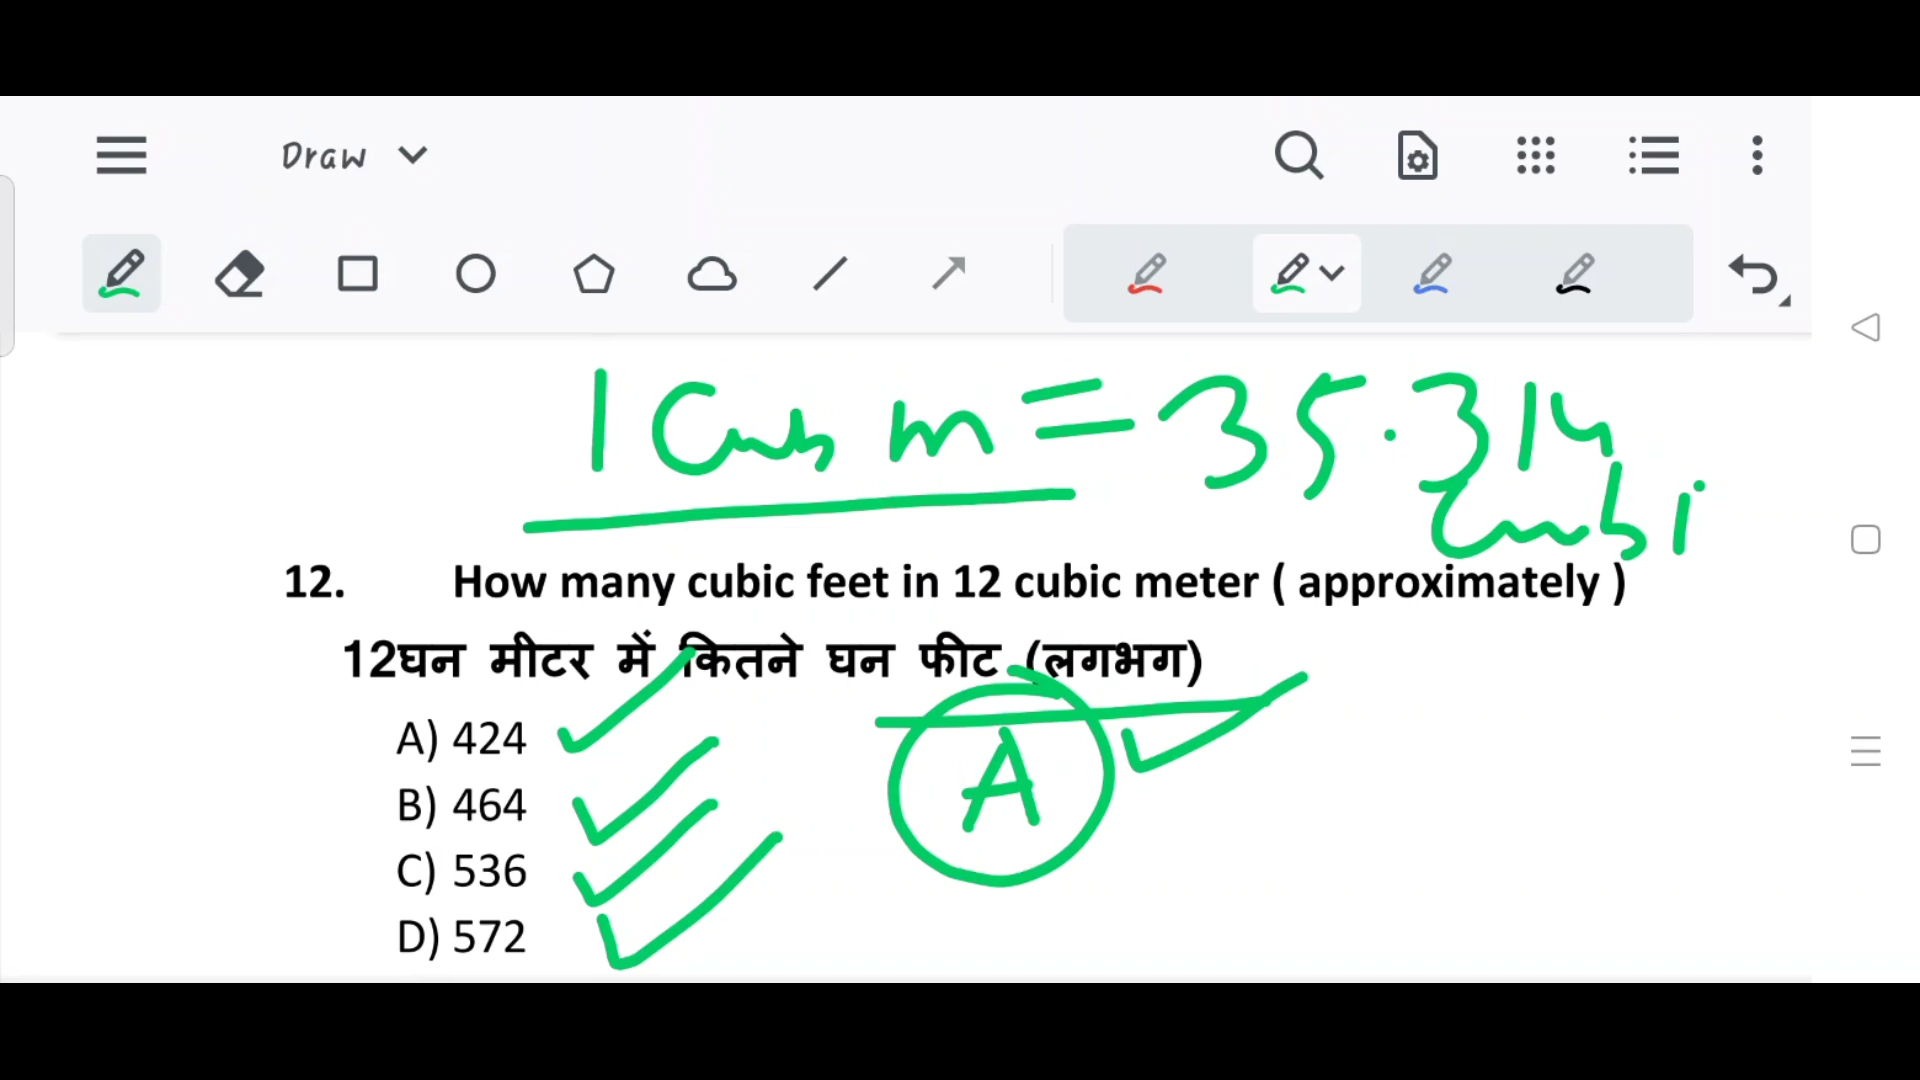 Draw
1 Cub m = 35.314
Cubi
12. How many cubic feet in 12 cubic meter ( approximately )
12घन मीटर में कितने घन फीट (लगभग)
A) 424
B) 464
C) 536
D) 572
A